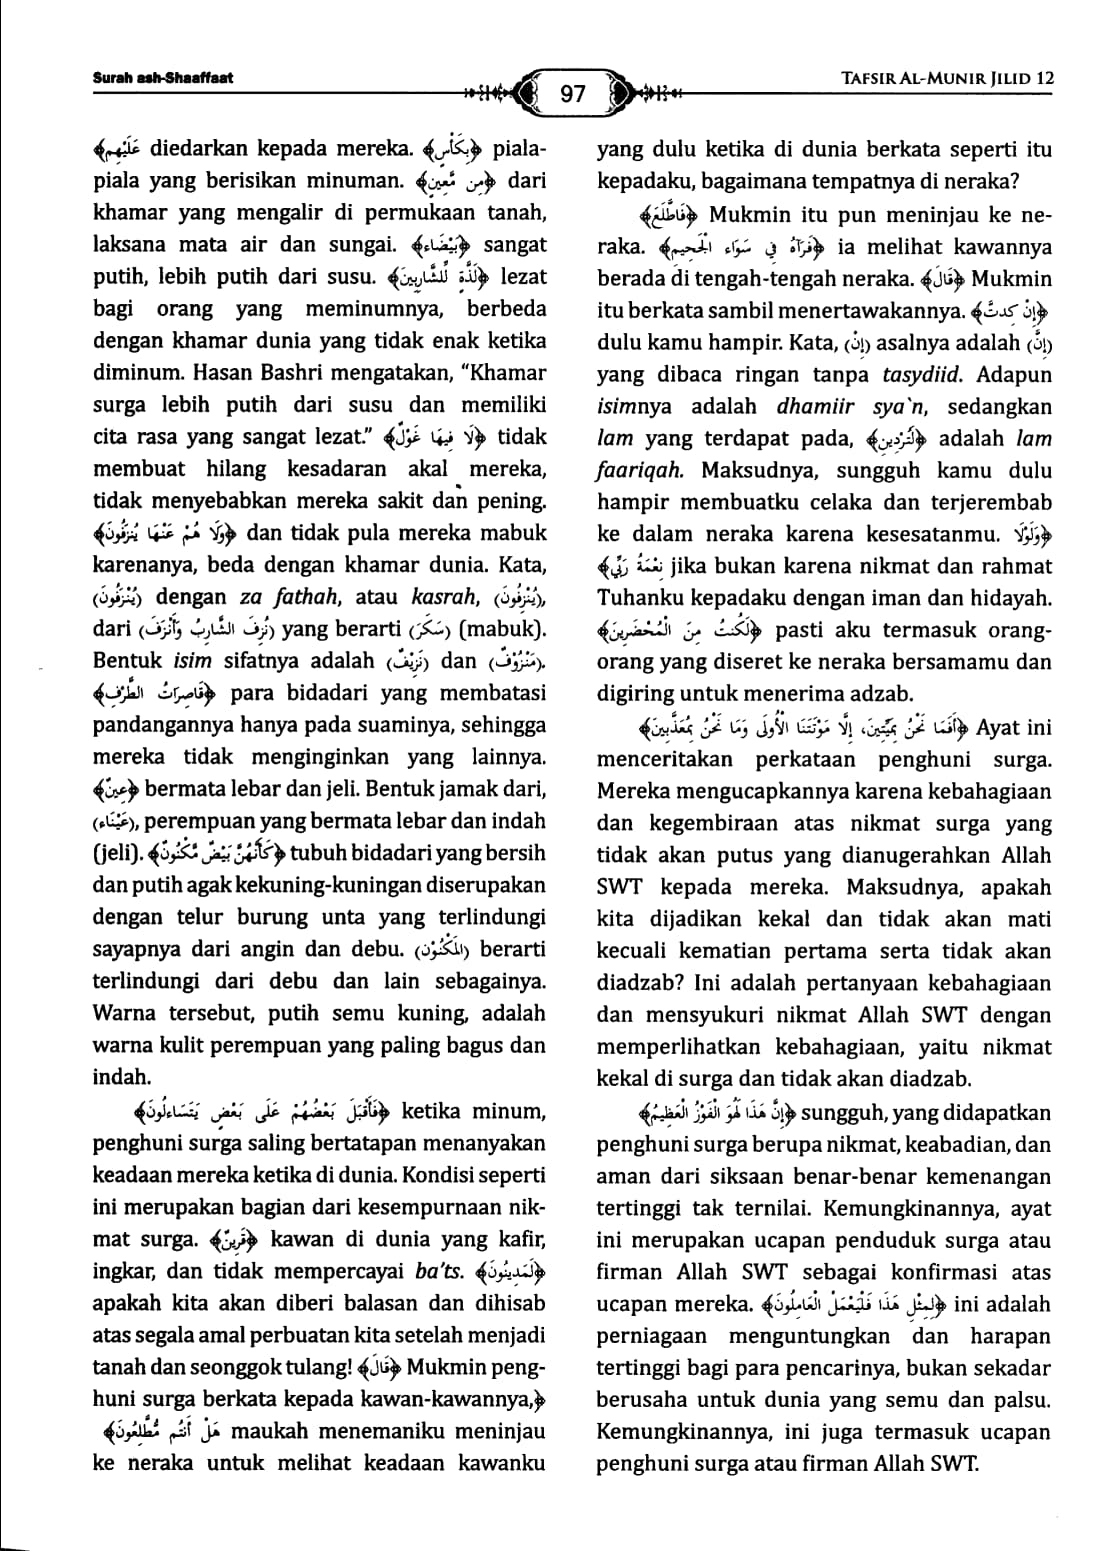 Surah ash-Shaaffaat
97
TAFSIR AL-MUNIR JILID 12
﴿عَلَيْهِم﴾ diedarkan kepada mereka. ﴿بِكَأْسٍ﴾ piala-
piala yang berisikan minuman. ﴿مِن مَّعِينٍ﴾ dari
khamar yang mengalir di permukaan tanah,
laksana mata air dan sungai. ﴿بَيْضَاء﴾ sangat
putih, lebih putih dari susu. ﴿لَذَّةٍ لِّلشَّارِبِينَ﴾ lezat
bagi orang yang meminumnya, berbeda
dengan khamar dunia yang tidak enak ketika
diminum. Hasan Bashri mengatakan, “Khamar
surga lebih putih dari susu dan memiliki
cita rasa yang sangat lezat.” ﴿لَا فِيهَا غَوْلٌ﴾ tidak
membuat hilang kesadaran akal mereka,
tidak menyebabkan mereka sakit dan pening.
﴿وَلَا هُمْ عَنْهَا يُنزَفُونَ﴾ dan tidak pula mereka mabuk
karenanya, beda dengan khamar dunia. Kata,
(يُنْزَفُونَ) dengan za fathah, atau kasrah, (يُنْزِفُونَ),
dari (نُزِفَ الشَّارِبُ وَأَنْزَفَ) yang berarti (سَكَرَ) (mabuk).
Bentuk isim sifatnya adalah (نَزِيْفٌ) dan (مَنْزُوْفٌ).
﴿قَاصِرَاتُ الطَّرْفِ﴾ para bidadari yang membatasi
pandangannya hanya pada suaminya, sehingga
mereka tidak menginginkan yang lainnya.
﴿عِينٌ﴾ bermata lebar dan jeli. Bentuk jamak dari,
(عَيْنَاء), perempuan yang bermata lebar dan indah
(jeli). ﴿كَأَنَّهُنَّ بَيْضٌ مَّكْنُونٌ﴾ tubuh bidadari yang bersih
dan putih agak kekuning-kuningan diserupakan
dengan telur burung unta yang terlindungi
sayapnya dari angin dan debu. (المَكْنُوْن) berarti
terlindungi dari debu dan lain sebagainya.
Warna tersebut, putih semu kuning, adalah
warna kulit perempuan yang paling bagus dan
indah.
﴿فَأَقْبَلَ بَعْضُهُمْ عَلَى بَعْضٍ يَتَسَاءلُونَ﴾ ketika minum,
penghuni surga saling bertatapan menanyakan
keadaan mereka ketika di dunia. Kondisi seperti
ini merupakan bagian dari kesempurnaan nik-
mat surga. ﴿قَرِينٌ﴾ kawan di dunia yang kafir,
ingkar, dan tidak mempercayai ba’ts. ﴿لَمَدِينُونَ﴾
apakah kita akan diberi balasan dan dihisab
atas segala amal perbuatan kita setelah menjadi
tanah dan seonggok tulang! ﴿قَالَ﴾ Mukmin peng-
huni surga berkata kepada kawan-kawannya,﴿
هَلْ أَنتُم مُّطَّلِعُونَ﴾ maukah menemaniku meninjau
ke neraka untuk melihat keadaan kawanku
yang dulu ketika di dunia berkata seperti itu
kepadaku, bagaimana tempatnya di neraka?
﴿فَاطَّلَعَ﴾ Mukmin itu pun meninjau ke ne-
raka. ﴿فَرَآهُ فِي سَوَاء الْجَحِيمِ﴾ ia melihat kawannya
berada di tengah-tengah neraka. ﴿قَالَ﴾ Mukmin
itu berkata sambil menertawakannya. ﴿إِنْ كِدتَّ﴾
dulu kamu hampir. Kata, (إِنْ) asalnya adalah (إِنَّ)
yang dibaca ringan tanpa tasydiid. Adapun
isimnya adalah dhamiir sya`n, sedangkan
lam yang terdapat pada, ﴿لَتُرْدِينِ﴾ adalah lam
faariqah. Maksudnya, sungguh kamu dulu
hampir membuatku celaka dan terjerembab
ke dalam neraka karena kesesatanmu. ﴿وَلَوْلَا
نِعْمَةُ رَبِّي﴾ jika bukan karena nikmat dan rahmat
Tuhanku kepadaku dengan iman dan hidayah.
﴿لَكُنتُ مِنَ الْمُحْضَرِينَ﴾ pasti aku termasuk orang-
orang yang diseret ke neraka bersamamu dan
digiring untuk menerima adzab.
﴿أَفَمَا نَحْنُ بِمَيِّتِينَ، إِلَّا مَوْتَتَنَا الْأُولَى وَمَا نَحْنُ بِمُعَذَّبِينَ﴾ Ayat ini
menceritakan perkataan penghuni surga.
Mereka mengucapkannya karena kebahagiaan
dan kegembiraan atas nikmat surga yang
tidak akan putus yang dianugerahkan Allah
SWT kepada mereka. Maksudnya, apakah
kita dijadikan kekal dan tidak akan mati
kecuali kematian pertama serta tidak akan
diadzab? Ini adalah pertanyaan kebahagiaan
dan mensyukuri nikmat Allah SWT dengan
memperlihatkan kebahagiaan, yaitu nikmat
kekal di surga dan tidak akan diadzab.
﴿إِنَّ هَذَا لَهُوَ الْفَوْزُ الْعَظِيمُ﴾ sungguh, yang didapatkan
penghuni surga berupa nikmat, keabadian, dan
aman dari siksaan benar-benar kemenangan
tertinggi tak ternilai. Kemungkinannya, ayat
ini merupakan ucapan penduduk surga atau
firman Allah SWT sebagai konfirmasi atas
ucapan mereka. ﴿لِمِثْلِ هَذَا فَلْيَعْمَلْ الْعَامِلُونَ﴾ ini adalah
perniagaan menguntungkan dan harapan
tertinggi bagi para pencarinya, bukan sekadar
berusaha untuk dunia yang semu dan palsu.
Kemungkinannya, ini juga termasuk ucapan
penghuni surga atau firman Allah SWT.